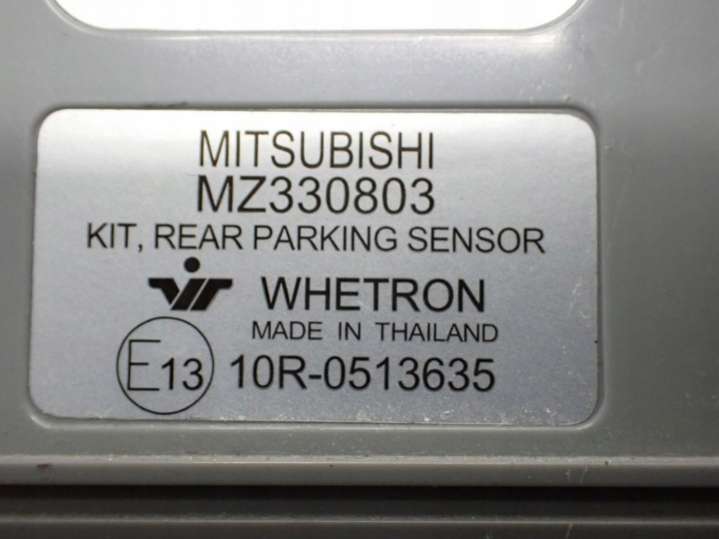 MITSUBISHI
MZ330803
KIT, REAR PARKING SENSOR
WHETRON
MADE IN THAILAND
E13 10R-0513635